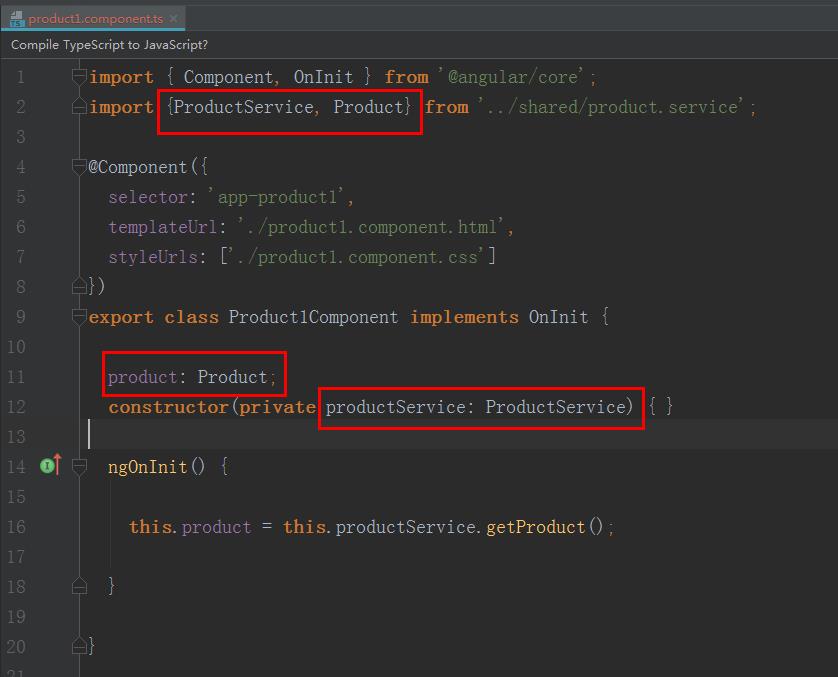 product1.component.ts ×
Compile TypeScript to JavaScript?
1 import { Component, OnInit } from '@angular/core';
2 import {ProductService, Product} from '../shared/product.service';
3
4 @Component({
5   selector: 'app-product1',
6   templateUrl: './product1.component.html',
7   styleUrls: ['./product1.component.css']
8 })
9 export class Product1Component implements OnInit {
10
11   product: Product;
12   constructor(private productService: ProductService) { }
13
14   ngOnInit() {
15
16     this.product = this.productService.getProduct();
17
18   }
19
20 }
21